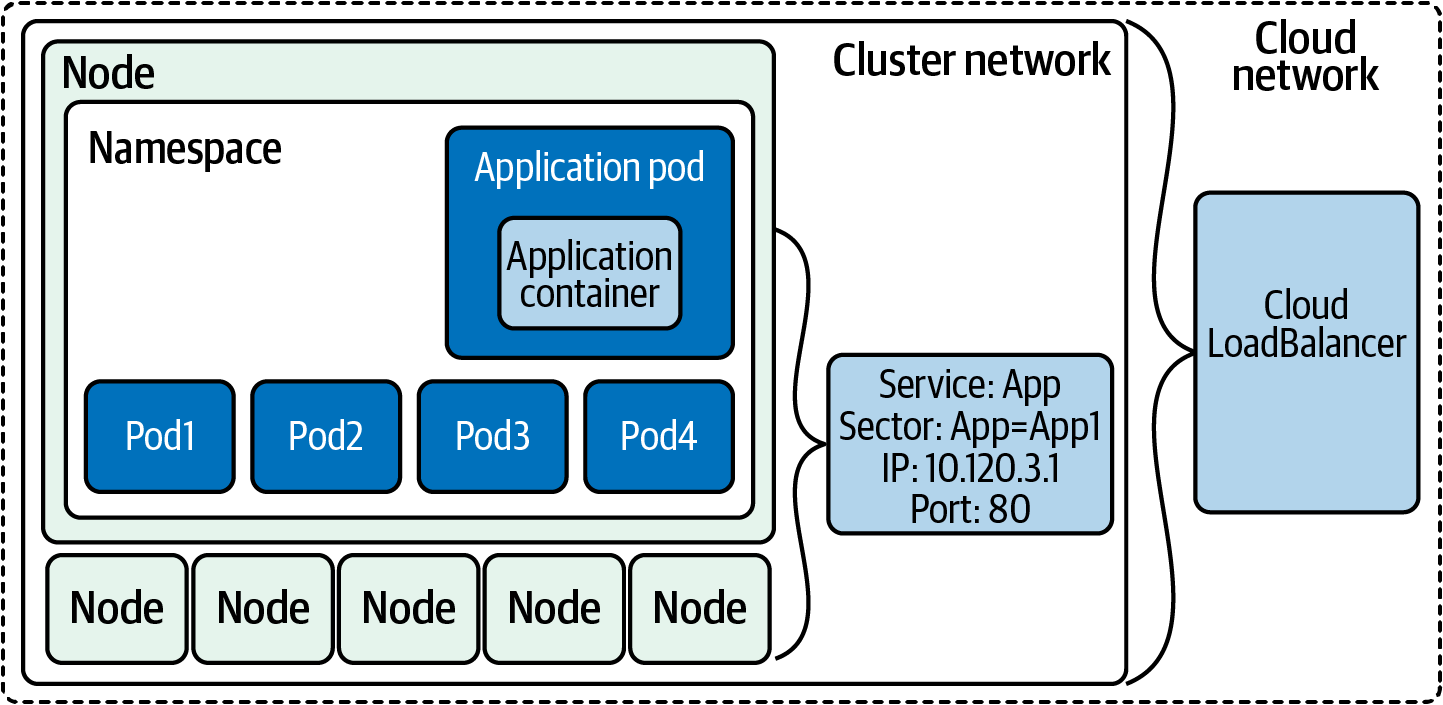 Node
Namespace
Application pod
Application
container
Pod1
Pod2
Pod3
Pod4
Node
Node
Node
Node
Node
Cluster network
Service: App
Sector: App=App1
IP: 10.120.3.1
Port: 80
Cloud
network
Cloud
LoadBalancer